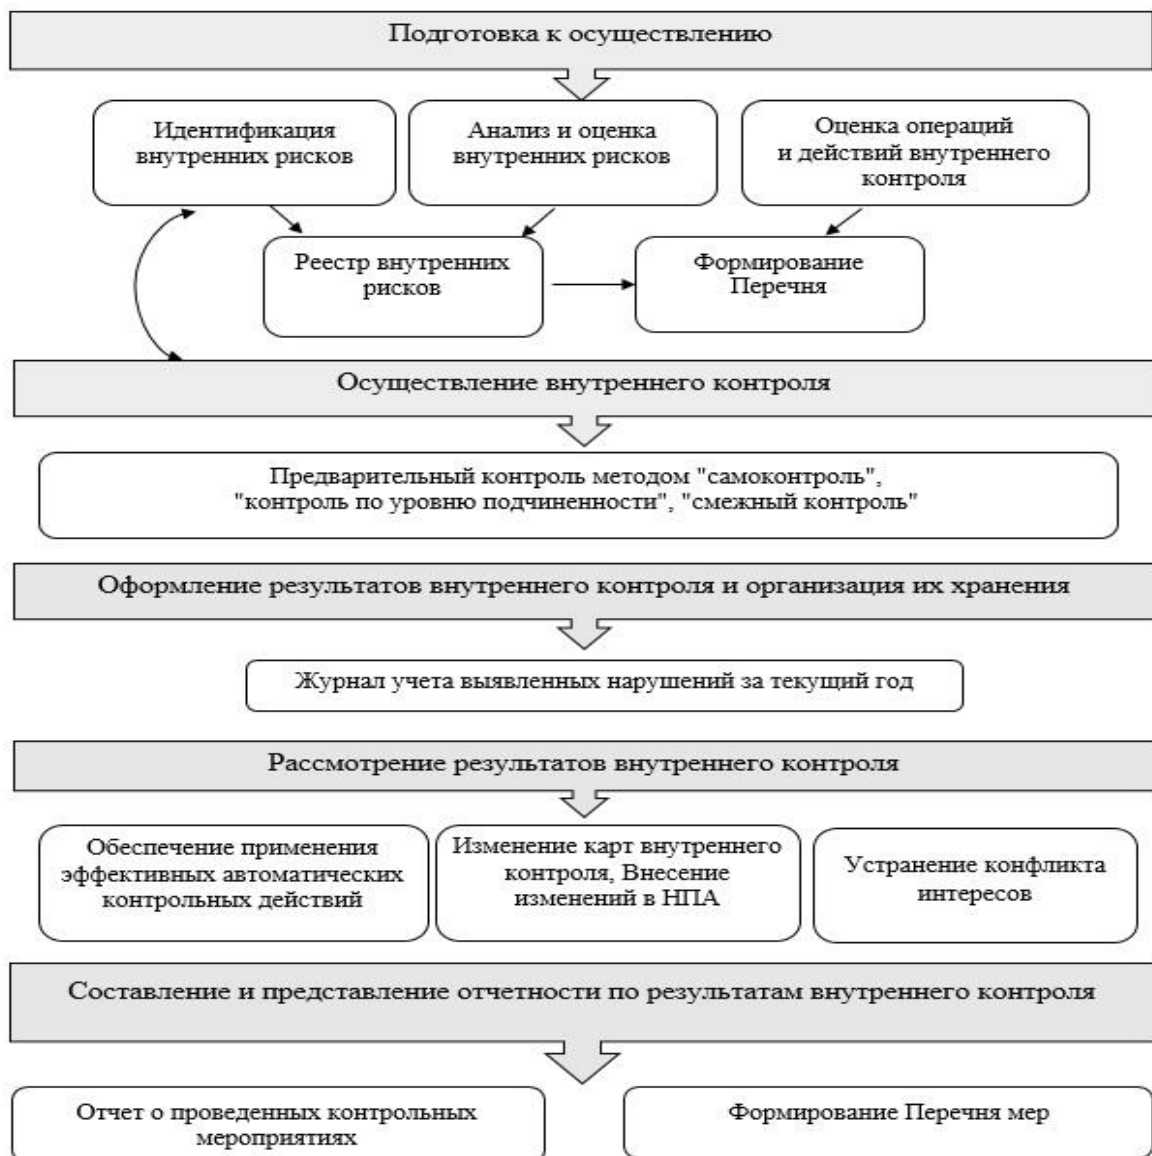 Подготовка к осуществлению
Идентификация
внутренних рисков
Анализ и оценка
внутренних рисков
Оценка операций
и действий внутреннего
контроля
Реестр внутренних
рисков
Формирование
Перечня
Осуществление внутреннего контроля
Предварительный контроль методом "самоконтроль",
"контроль по уровню подчиненности", "смежный контроль"
Оформление результатов внутреннего контроля и организация их хранения
Журнал учета выявленных нарушений за текущий год
Рассмотрение результатов внутреннего контроля
Обеспечение применения
эффективных автоматических
контрольных действий
Изменение карт внутреннего
контроля, Внесение
изменений в НПА
Устранение конфликта
интересов
Составление и представление отчетности по результатам внутреннего контроля
Отчет о проведенных контрольных
мероприятиях
Формирование Перечня мер